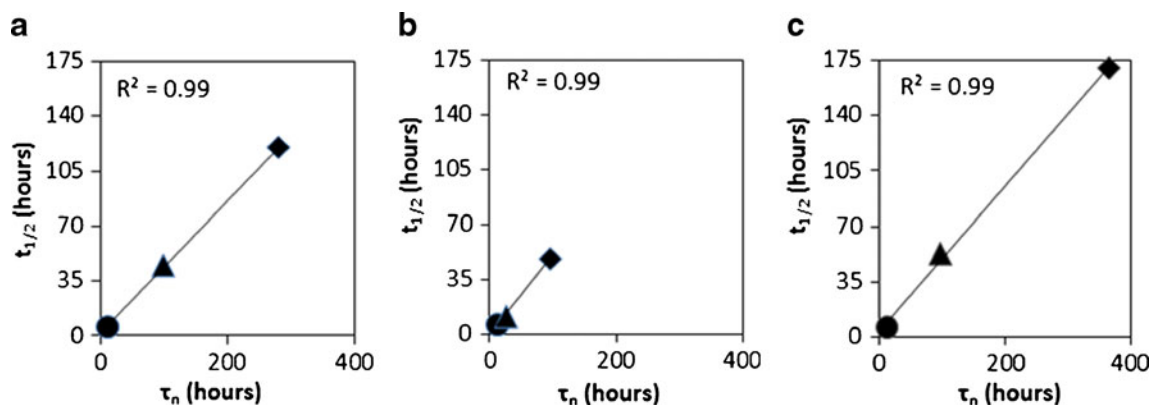 a
R² = 0.99
175
140
105
70
35
0
t₁/₂ (hours)
0 200 400
τₙ (hours)
b
R² = 0.99
175
140
105
70
35
0
t₁/₂ (hours)
0 200 400
τₙ (hours)
c
R² = 0.99
175
140
105
70
35
0
t₁/₂ (hours)
0 200 400
τₙ (hours)